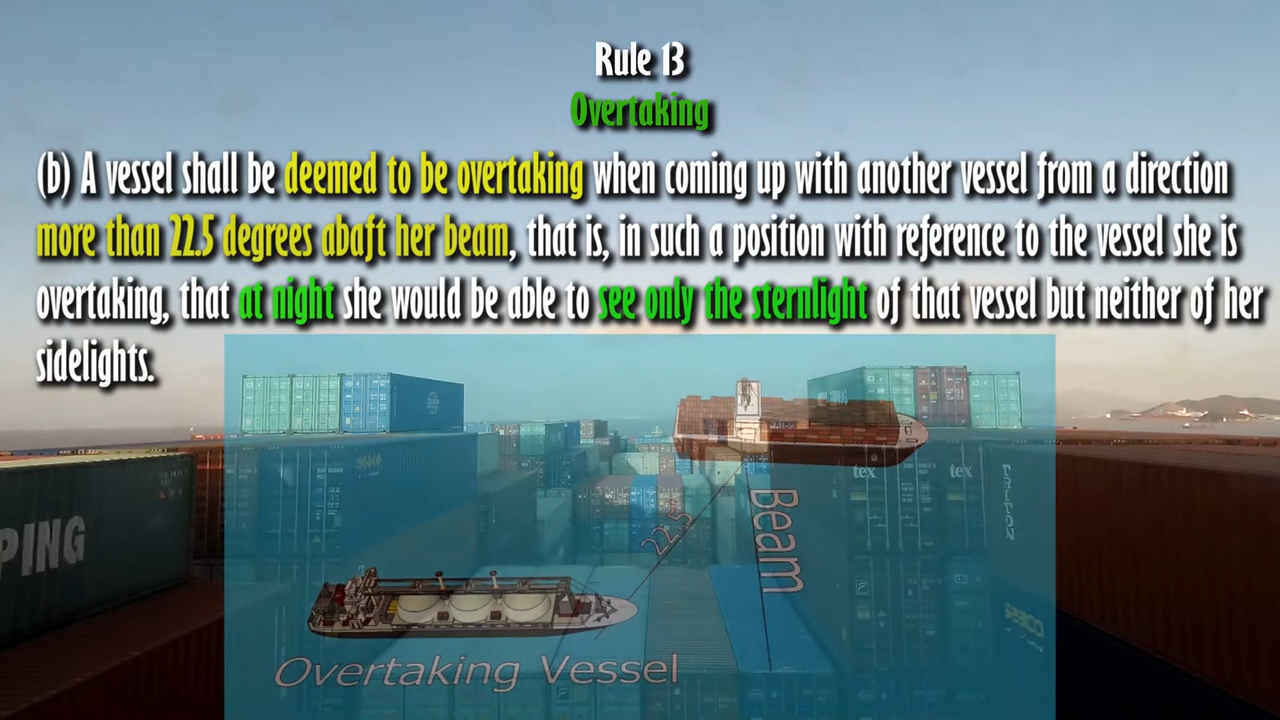 Rule 13
Overtaking
(b) A vessel shall be deemed to be overtaking when coming up with another vessel from a direction
more than 22.5 degrees abaft her beam, that is, in such a position with reference to the vessel she is
overtaking, that at night she would be able to see only the sternlight of that vessel but neither of her
sidelights.
tex
tex
TRITON
PING
22.5
Beam
Overtaking Vessel